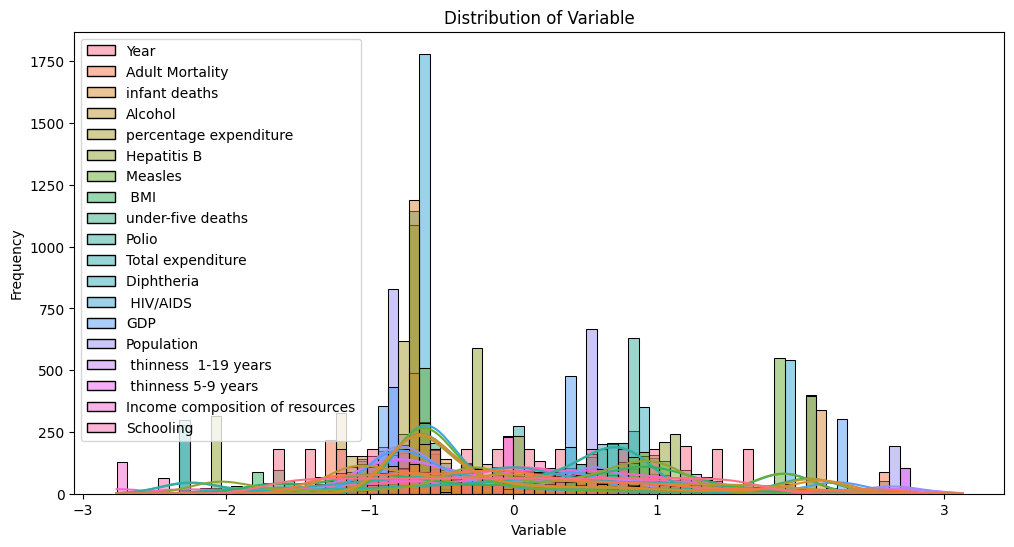 Distribution of Variable
Year
Adult Mortality
infant deaths
Alcohol
percentage expenditure
Hepatitis B
Measles
BMI
under-five deaths
Polio
Total expenditure
Diphtheria
HIV/AIDS
GDP
Population
thinness  1-19 years
thinness 5-9 years
Income composition of resources
Schooling
Frequency
1750
1500
1250
1000
750
500
250
0
−3
−2
−1
0
1
2
3
Variable